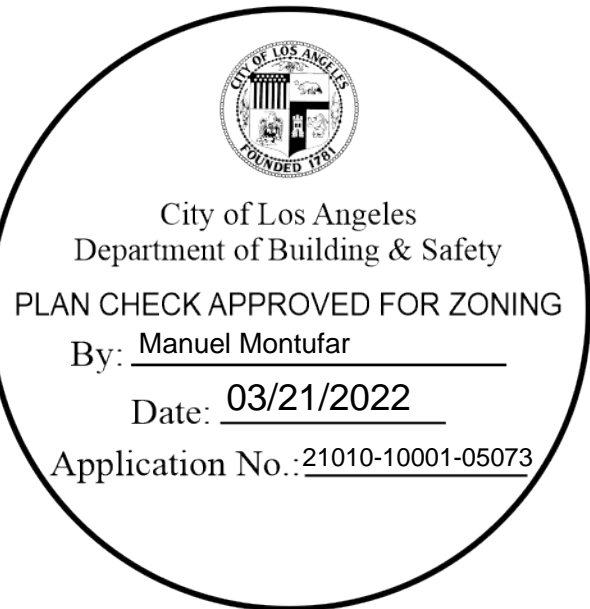 CITY OF LOS ANGELES
FOUNDED 1781
City of Los Angeles
Department of Building & Safety
PLAN CHECK APPROVED FOR ZONING
By: Manuel Montufar
Date: 03/21/2022
Application No.: 21010-10001-05073